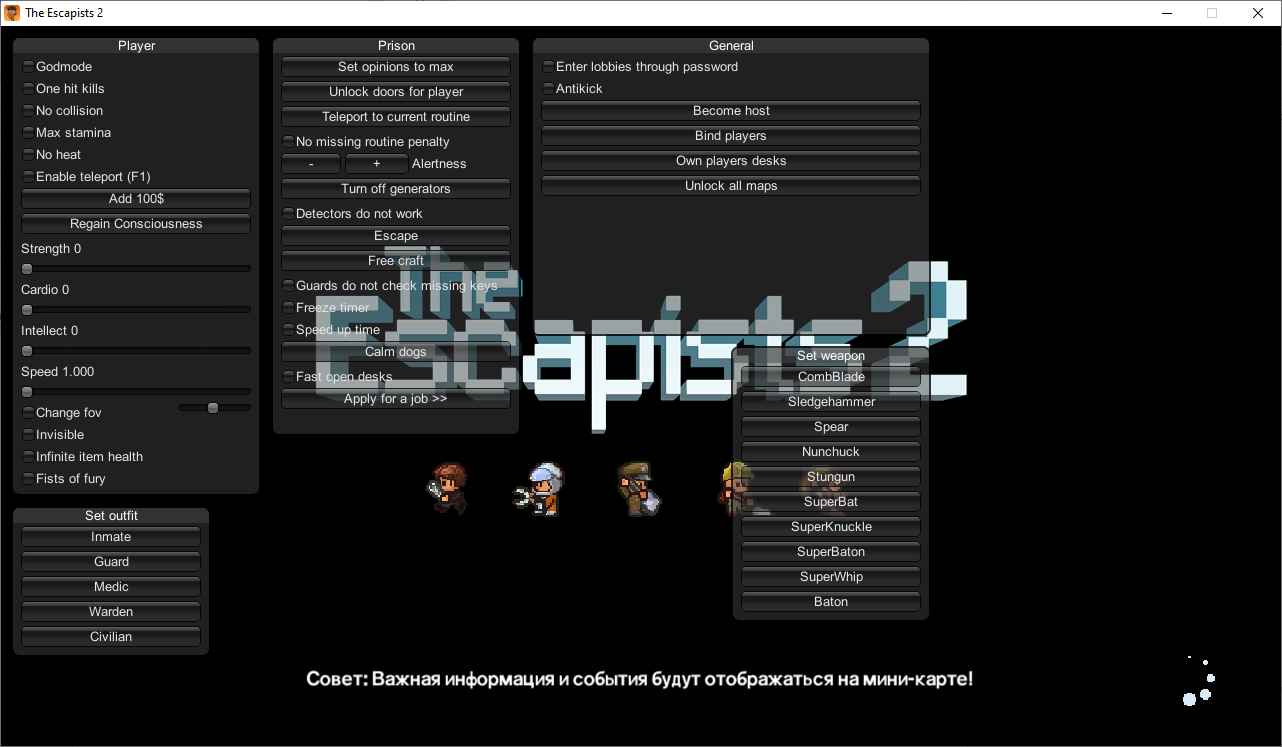 The Escapists 2
Player
Godmode
One hit kills
No collision
Max stamina
No heat
Enable teleport (F1)
Add 100$
Regain Consciousness
Strength 0
Cardio 0
Intellect 0
Speed 1.000
Change fov
Invisible
Infinite item health
Fists of fury
Set outfit
Inmate
Guard
Medic
Warden
Civilian
Prison
Set opinions to max
Unlock doors for player
Teleport to current routine
No missing routine penalty
- + Alertness
Turn off generators
Detectors do not work
Escape
Free craft
Guards do not check missing keys
Freeze timer
Speed up time
Calm dogs
Fast open desks
Apply for a job >>
General
Enter lobbies through password
Antikick
Become host
Bind players
Own players desks
Unlock all maps
The
Escapists 2
Set weapon
CombBlade
Sledgehammer
Spear
Nunchuck
Stungun
SuperBat
SuperKnuckle
SuperBaton
SuperWhip
Baton
Совет: Важная информация и события будут отображаться на мини-карте!